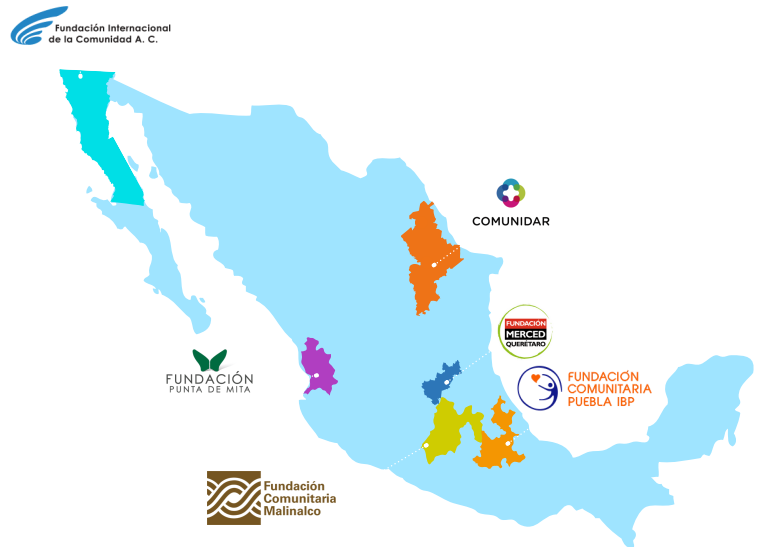 Fundación Internacional
de la Comunidad A. C.
COMUNIDAR
FUNDACIÓN
MERCED
QUERÉTARO
FUNDACIÓN
PUNTA DE MITA
FUNDACIÓN
COMUNITARIA
PUEBLA IBP
Fundación
Comunitaria
Malinalco